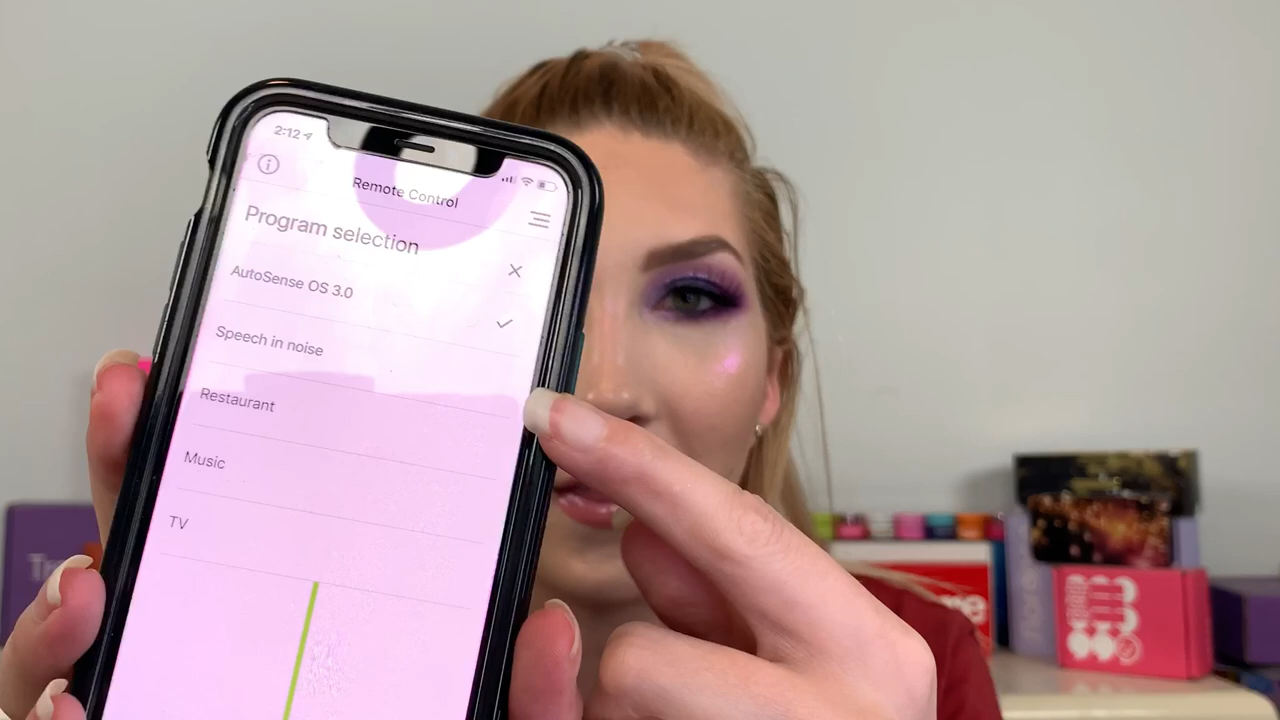 2:12
Remote Control
Program selection
AutoSense OS 3.0
Speech in noise
Restaurant
Music
TV